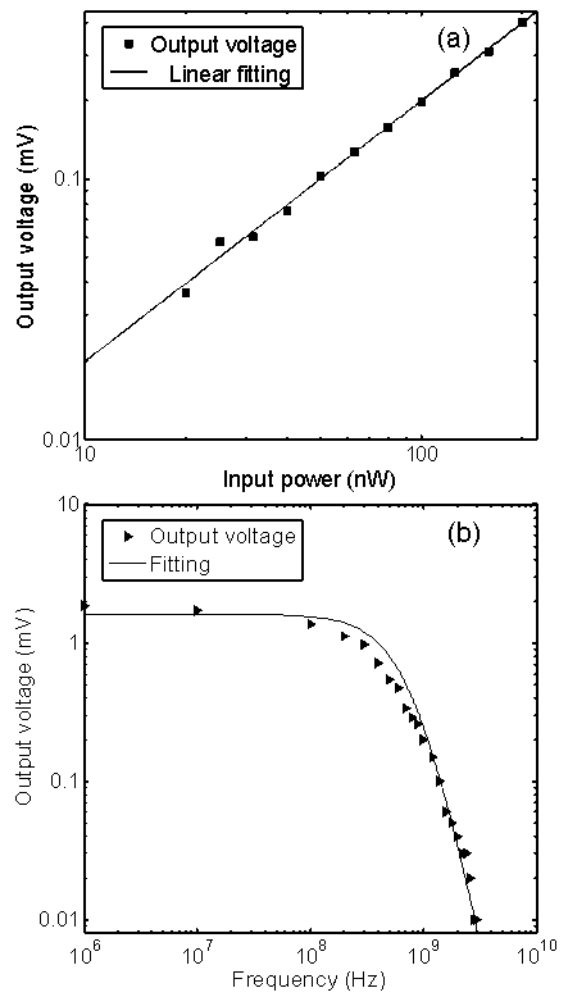 (a)
Output voltage
Linear fitting
Output voltage (mV)
0.1
0.01
10
100
Input power (nW)
(b)
Output voltage
Fitting
Output voltage (mV)
10
1
0.1
0.01
10^6
10^7
10^8
10^9
10^10
Frequency (Hz)